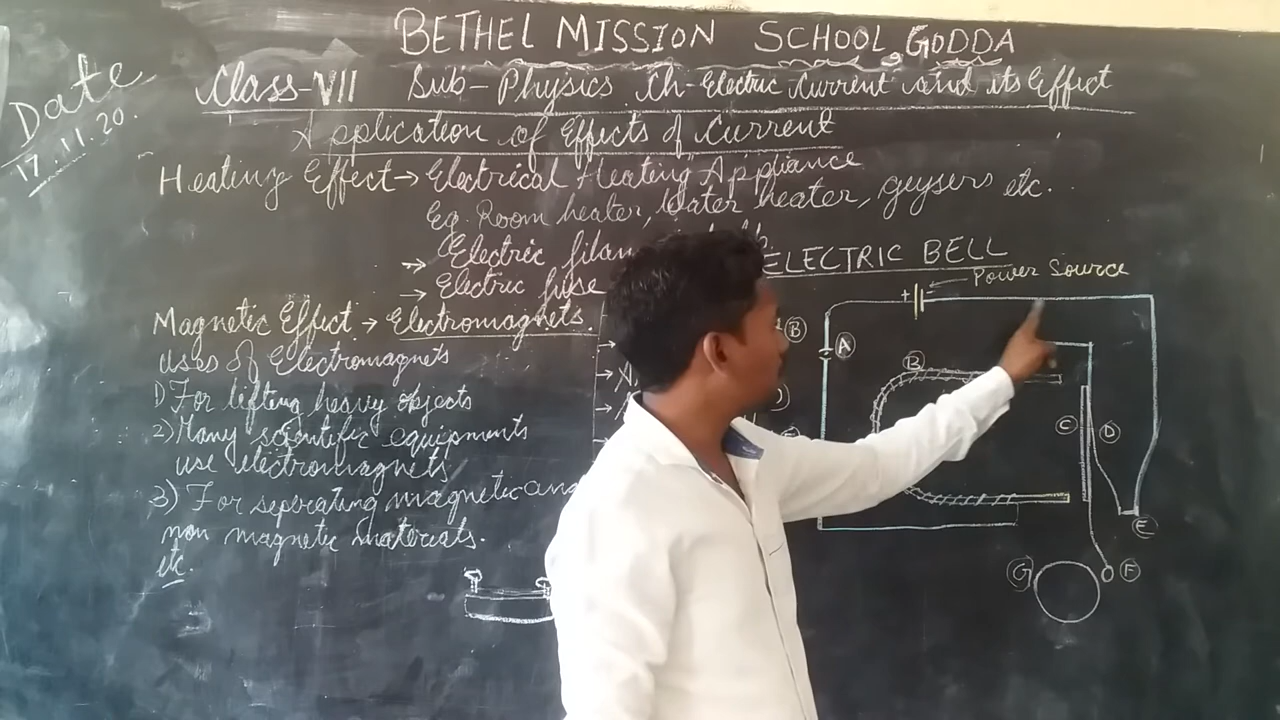 BETHEL MISSION SCHOOL, GODDA
Date
17.11.20.
Class-VII Sub-Physics Ch-Electric Current and its Effect
Application of Effects of Current
Heating Effect→ Electrical Heating Appliance
Eg. Room heater, Water heater, geysers etc.
→ Electric
→ Electric fuse
Magnetic Effect → Electromagnets.
uses of Electromagnets
1) For lifting heavy objects
2) Many scientific equipments
use electromagnets
3) For seperating magnetic and
non magnetic materials.
etc.
ELECTRIC BELL
Power Source
+ -
B
A
B
C D
E
G F